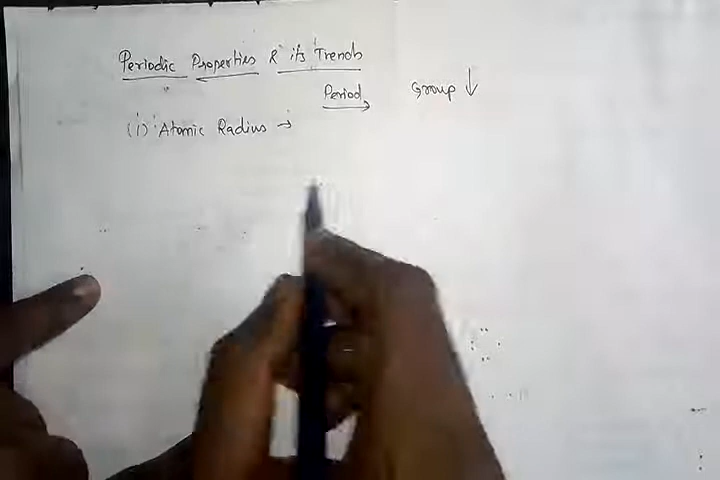 Periodic Properties & its Trends
Period → Group ↓
(i) Atomic Radius →